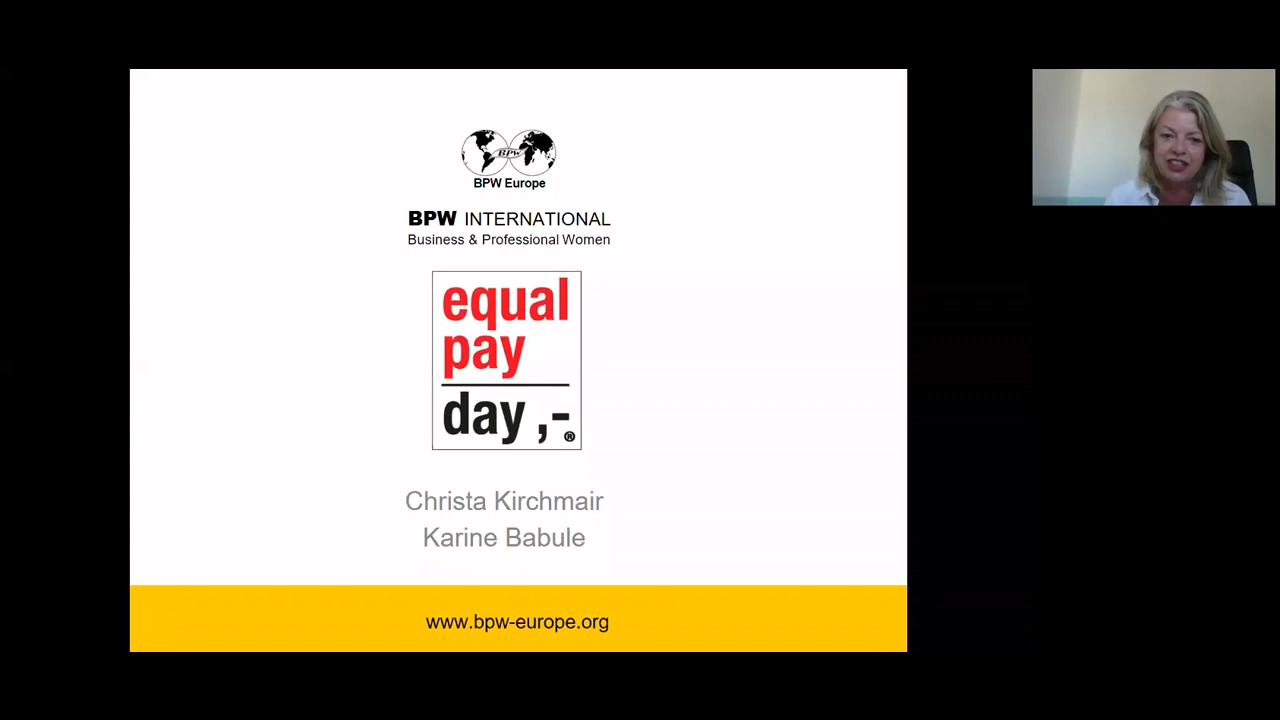 BPW
BPW Europe
BPW INTERNATIONAL
Business & Professional Women
equal
pay
day ,-®
Christa Kirchmair
Karine Babule
www.bpw-europe.org